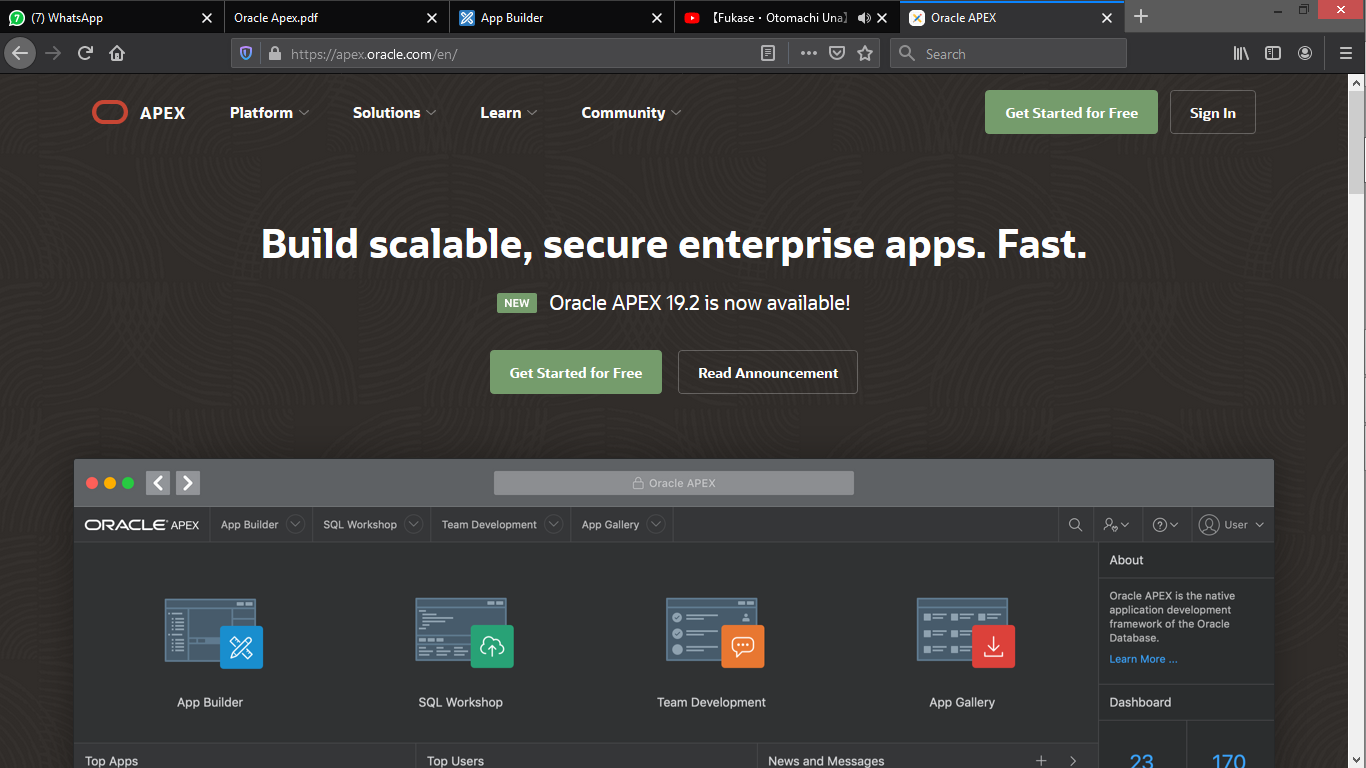 (7) WhatsApp
Oracle Apex.pdf
App Builder
【Fukase・Otomachi Una】
Oracle APEX
https://apex.oracle.com/en/
Search
APEX
Platform
Solutions
Learn
Community
Get Started for Free
Sign In
Build scalable, secure enterprise apps. Fast.
NEW Oracle APEX 19.2 is now available!
Get Started for Free
Read Announcement
Oracle APEX
ORACLE APEX
App Builder
SQL Workshop
Team Development
App Gallery
User
App Builder
SQL Workshop
Team Development
App Gallery
About
Oracle APEX is the native
application development
framework of the Oracle
Database.
Learn More ...
Dashboard
23
170
Top Apps
Top Users
News and Messages